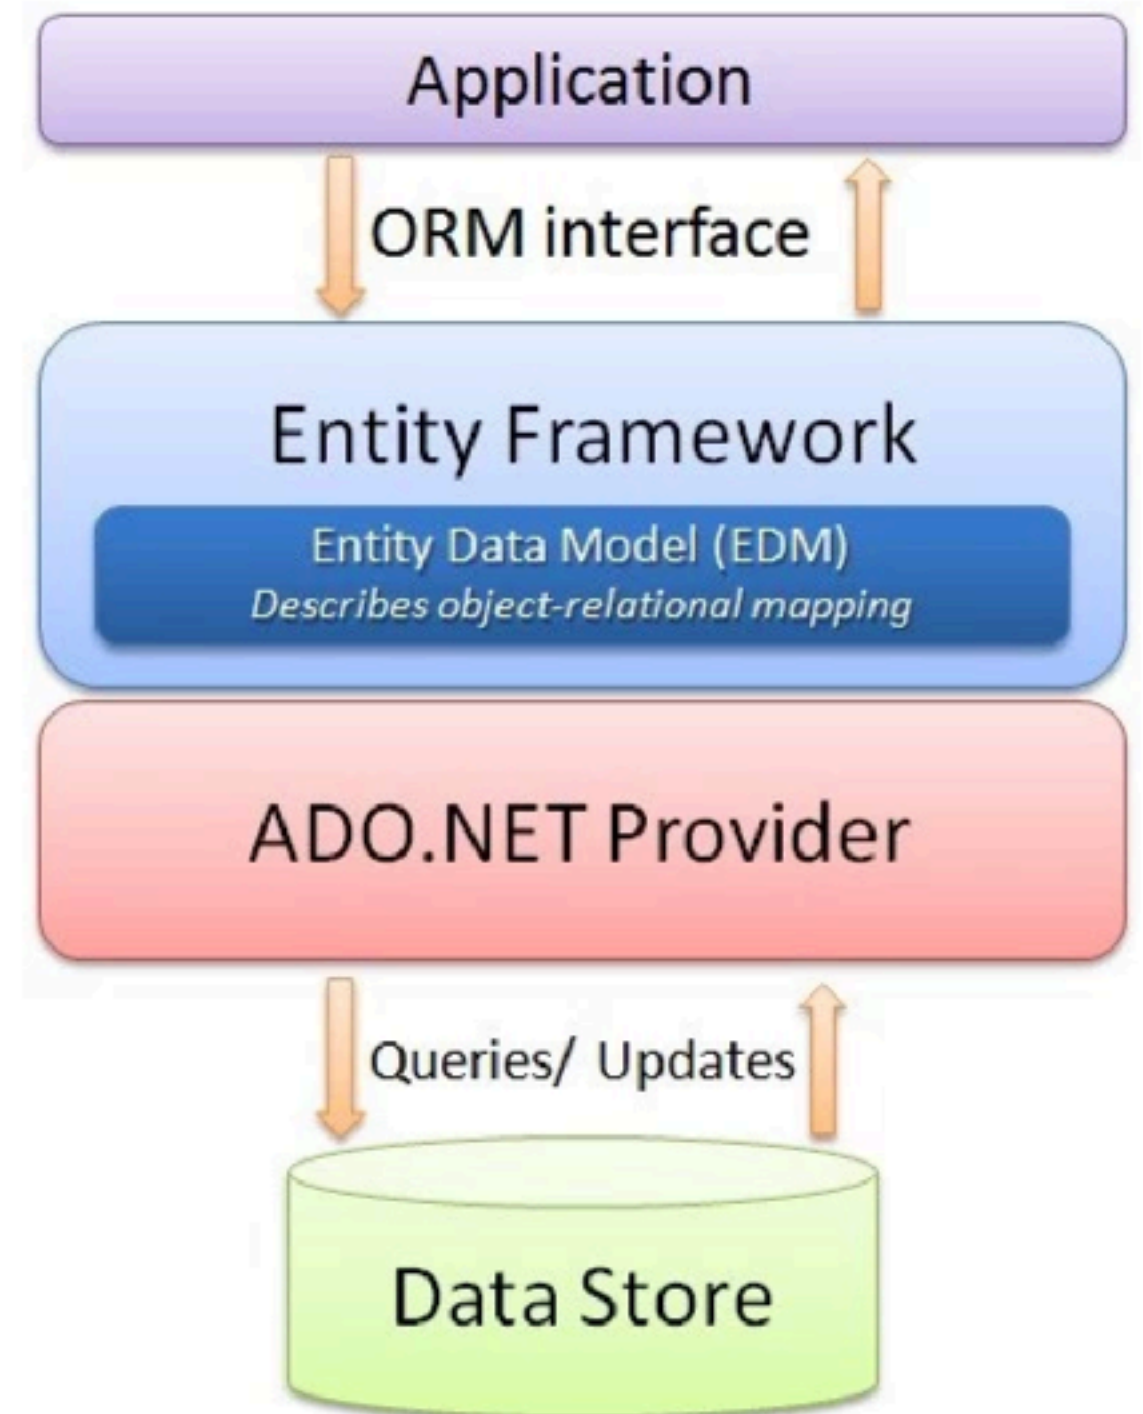 Application
ORM interface
Entity Framework
Entity Data Model (EDM)
Describes object-relational mapping
ADO.NET Provider
Queries/ Updates
Data Store